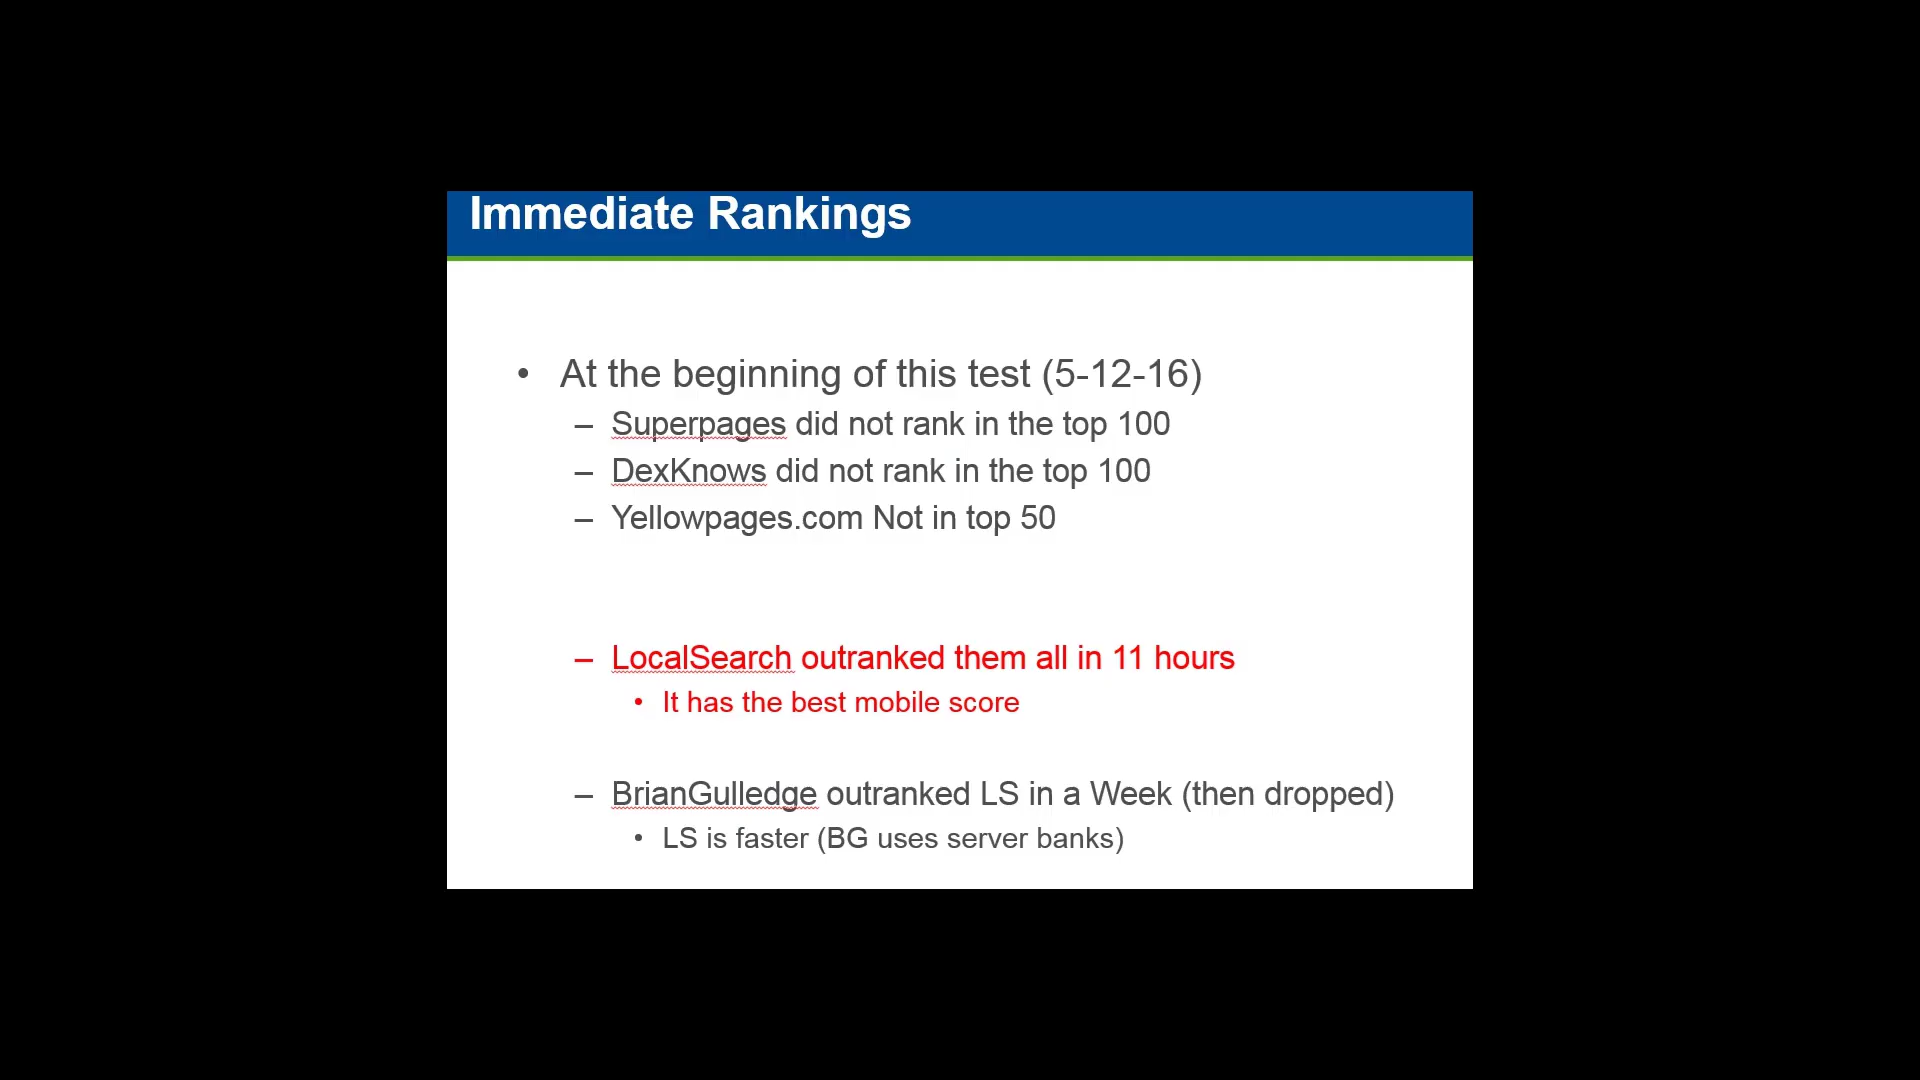 Immediate Rankings
• At the beginning of this test (5-12-16)
– Superpages did not rank in the top 100
– DexKnows did not rank in the top 100
– Yellowpages.com Not in top 50
– LocalSearch outranked them all in 11 hours
• It has the best mobile score
– BrianGulledge outranked LS in a Week (then dropped)
• LS is faster (BG uses server banks)